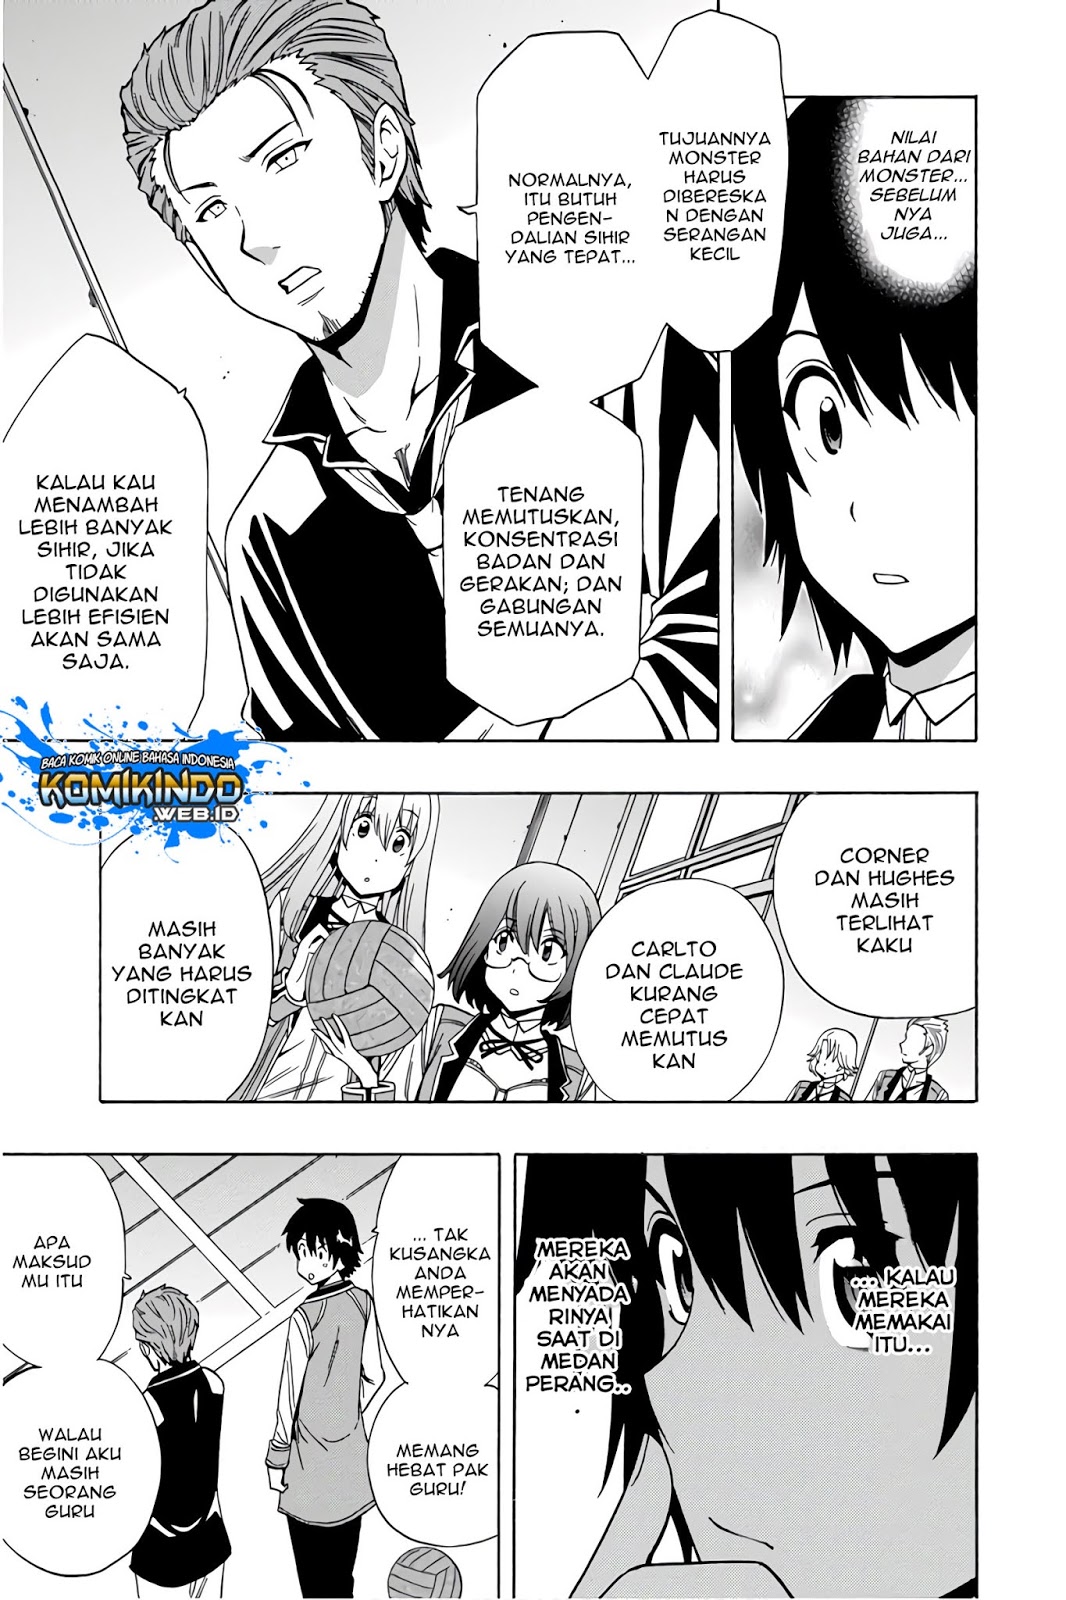 NILAI
BAHAN DARI
MONSTER...
SEBELUM
NYA
JUGA...
TUJUANNYA
MONSTER
HARUS
DIBERESKA
N DENGAN
SERANGAN
KECIL
NORMALNYA,
ITU BUTUH
PENGEN-
DALIAN SIHIR
YANG TEPAT...
TENANG
MEMUTUSKAN,
KONSENTRASI
BADAN DAN
GERAKAN; DAN
GABUNGAN
SEMUANYA.
KALAU KAU
MENAMBAH
LEBIH BANYAK
SIHIR, JIKA
TIDAK
DIGUNAKAN
LEBIH EFISIEN
AKAN SAMA
SAJA.
BACA KOMIK ONLINE BAHASA INDONESIA
KOMIKINDO
.WEB.ID
CORNER
DAN HUGHES
MASIH
TERLIHAT
KAKU
CARLTO
DAN CLAUDE
KURANG
CEPAT
MEMUTUS
KAN
MASIH
BANYAK
YANG HARUS
DITINGKAT
KAN
... KALAU
MEREKA
MEMAKAI
ITU...
MEREKA
AKAN
MENYADA
RINYA
SAAT DI
MEDAN
PERANG..
... TAK
KUSANGKA
ANDA
MEMPER-
HATIKAN
NYA
MEMANG
HEBAT PAK
GURU!
APA
MAKSUD
MU ITU
WALAU
BEGINI AKU
MASIH
SEORANG
GURU